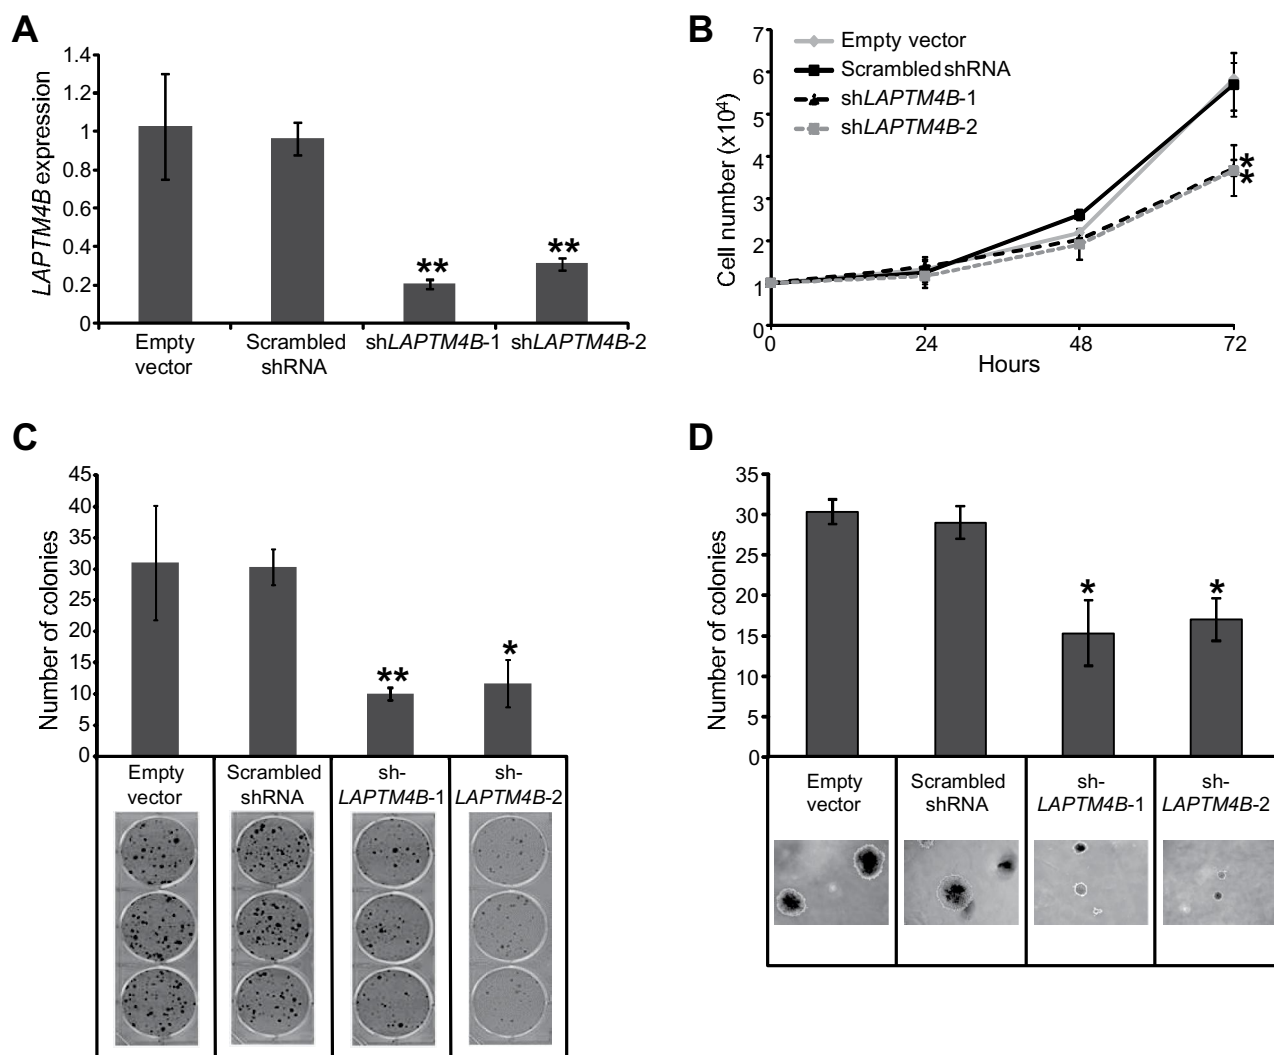 A
1.4
1.2
1
0.8
0.6
0.4
0.2
0
LAPTM4B expression
**
**
Empty vector
Scrambled shRNA
shLAPTM4B-1
shLAPTM4B-2
B
7
6
5
4
3
2
1
0
Cell number (x10⁴)
Empty vector
Scrambled shRNA
shLAPTM4B-1
shLAPTM4B-2
*
*
0
24
48
72
Hours
C
45
40
35
30
25
20
15
10
5
0
Number of colonies
**
*
Empty vector
Scrambled shRNA
sh-
LAPTM4B-1
sh-
LAPTM4B-2
D
35
30
25
20
15
10
5
0
Number of colonies
*
*
Empty vector
Scrambled shRNA
sh-
LAPTM4B-1
sh-
LAPTM4B-2